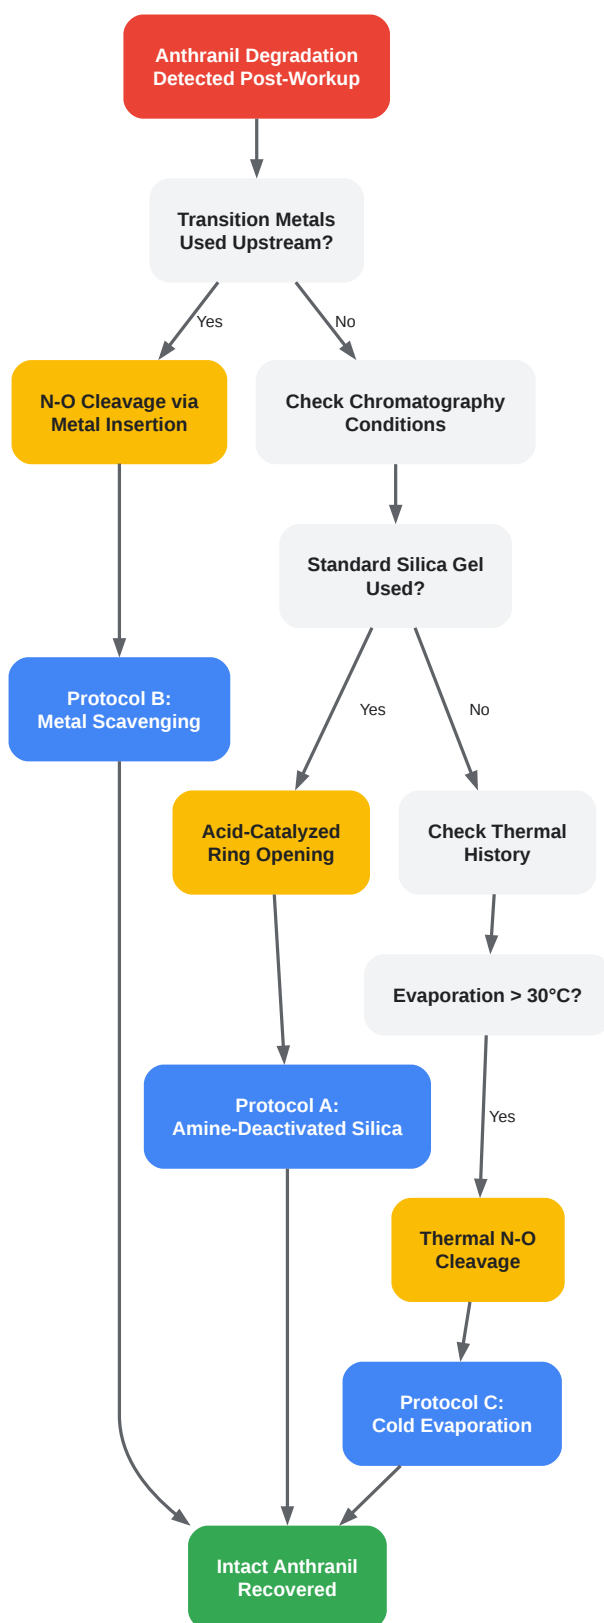 Anthranil Degradation
Detected Post-Workup
Transition Metals
Used Upstream?
Yes
No
N-O Cleavage via
Metal Insertion
Check Chromatography
Conditions
Standard Silica Gel
Used?
Protocol B:
Metal Scavenging
Yes
No
Acid-Catalyzed
Ring Opening
Check Thermal
History
Evaporation > 30°C?
Protocol A:
Amine-Deactivated Silica
Yes
Thermal N-O
Cleavage
Protocol C:
Cold Evaporation
Intact Anthranil
Recovered